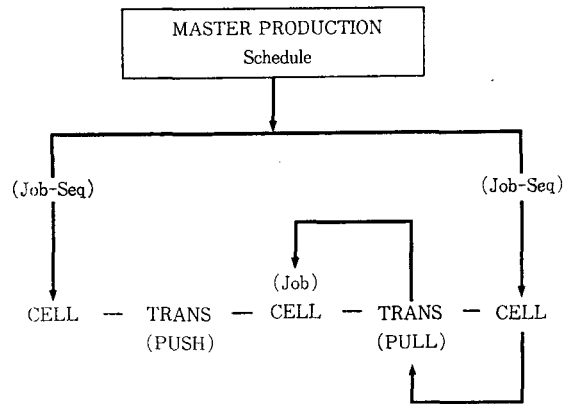 MASTER PRODUCTION
Schedule
(Job-Seq) (Job-Seq)
(Job)
CELL — TRANS — CELL — TRANS — CELL
(PUSH) (PULL)